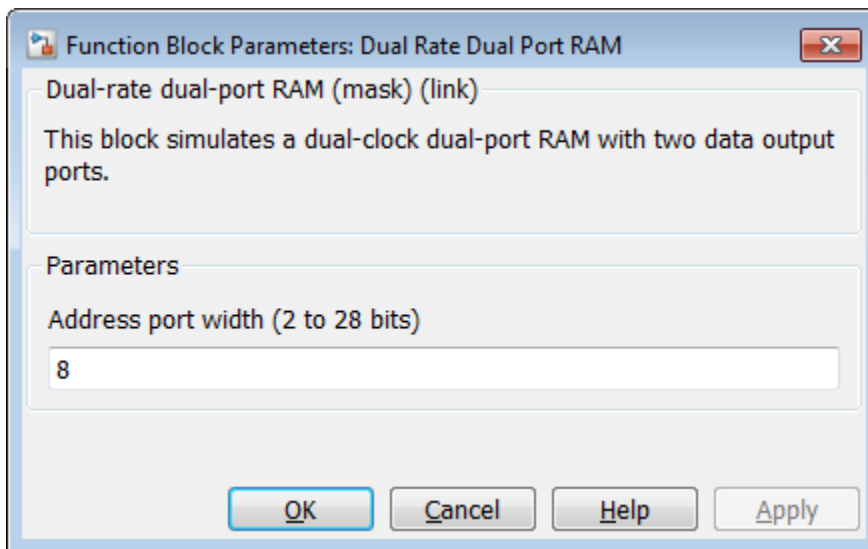 Function Block Parameters: Dual Rate Dual Port RAM
Dual-rate dual-port RAM (mask) (link)
This block simulates a dual-clock dual-port RAM with two data output
ports.
Parameters
Address port width (2 to 28 bits)
8
OK
Cancel
Help
Apply